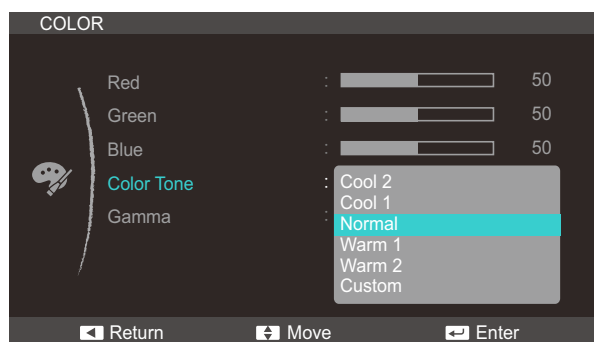 COLOR
Red : 50
Green : 50
Blue : 50
Color Tone : Cool 2
Cool 1
Gamma :
Normal
Warm 1
Warm 2
Custom
Return Move Enter